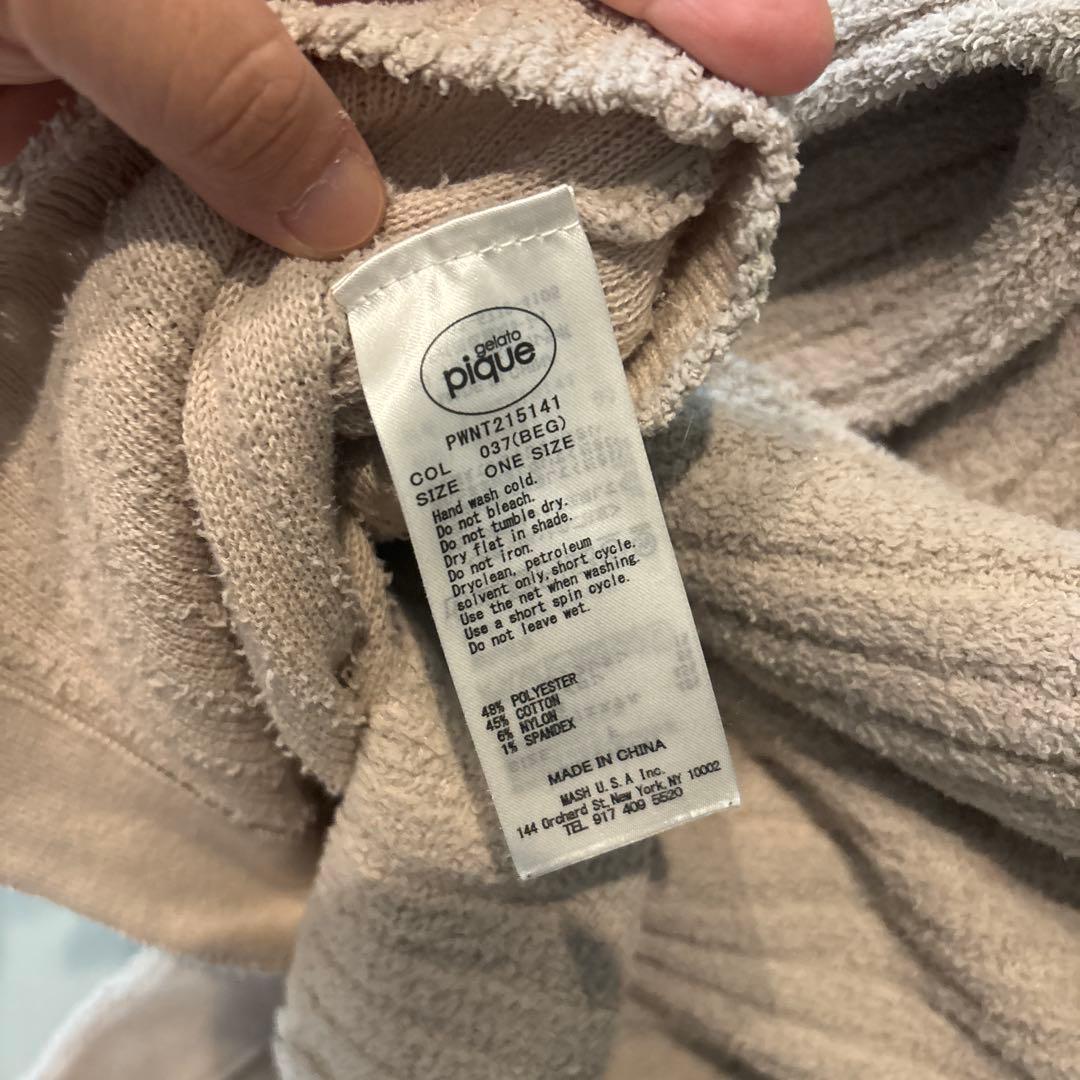 gelato
pique
PWNT215141
COL 037(BEG)
SIZE ONE SIZE
Hand wash cold.
Do not bleach.
Do not tumble dry.
Dry flat in shade.
Do not iron.
Dryclean, petroleum
solvent only, short cycle.
Use the net when washing.
Use a short spin cycle.
Do not leave wet.
48% POLYESTER
45% COTTON
6% NYLON
1% SPANDEX
MADE IN CHINA
MASH U.S.A Inc.
144 Orchard St, New York, NY 10002
TEL 917 409 5520